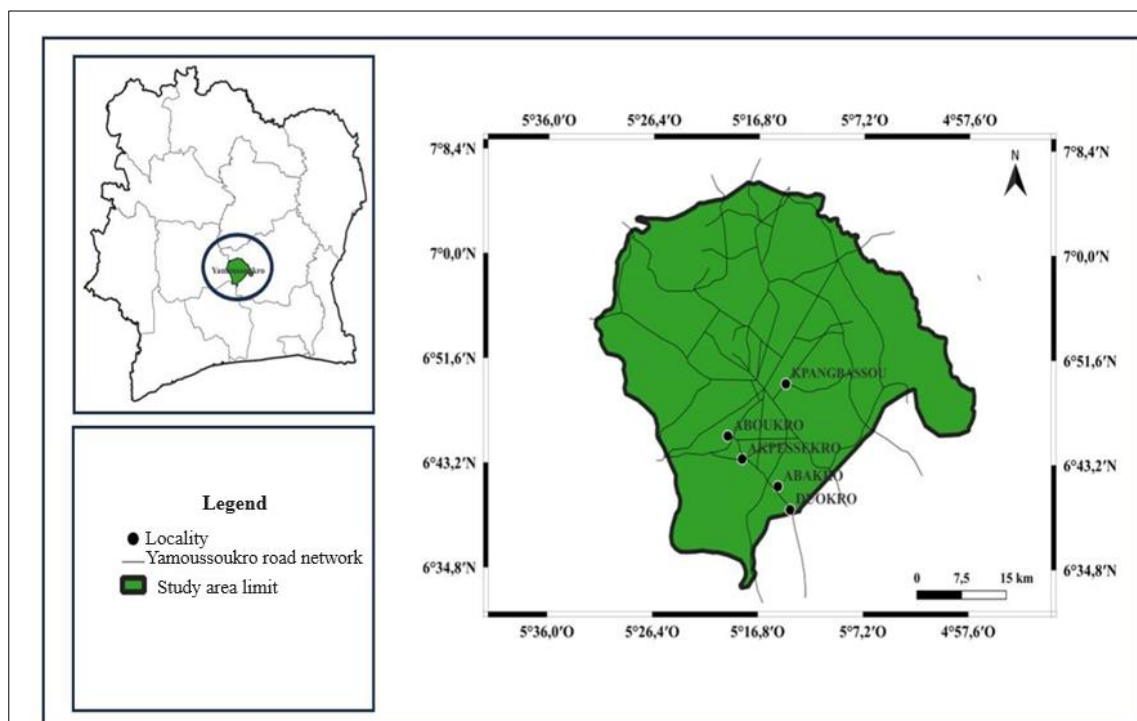 Yamoussoukro
Legend
Locality
Yamoussoukro road network
Study area limit
5°36,0'O 5°26,4'O 5°16,8'O 5°7,2'O 4°57,6'O
7°8,4'N 7°8,4'N
N
7°0,0'N 7°0,0'N
6°51,6'N 6°51,6'N
KPANGBASSOU
ABOUKRO
AKPESSEKRO
6°43,2'N 6°43,2'N
ABAKRO
DUOKRO
6°34,8'N 6°34,8'N
0 7,5 15 km
5°36,0'O 5°26,4'O 5°16,8'O 5°7,2'O 4°57,6'O